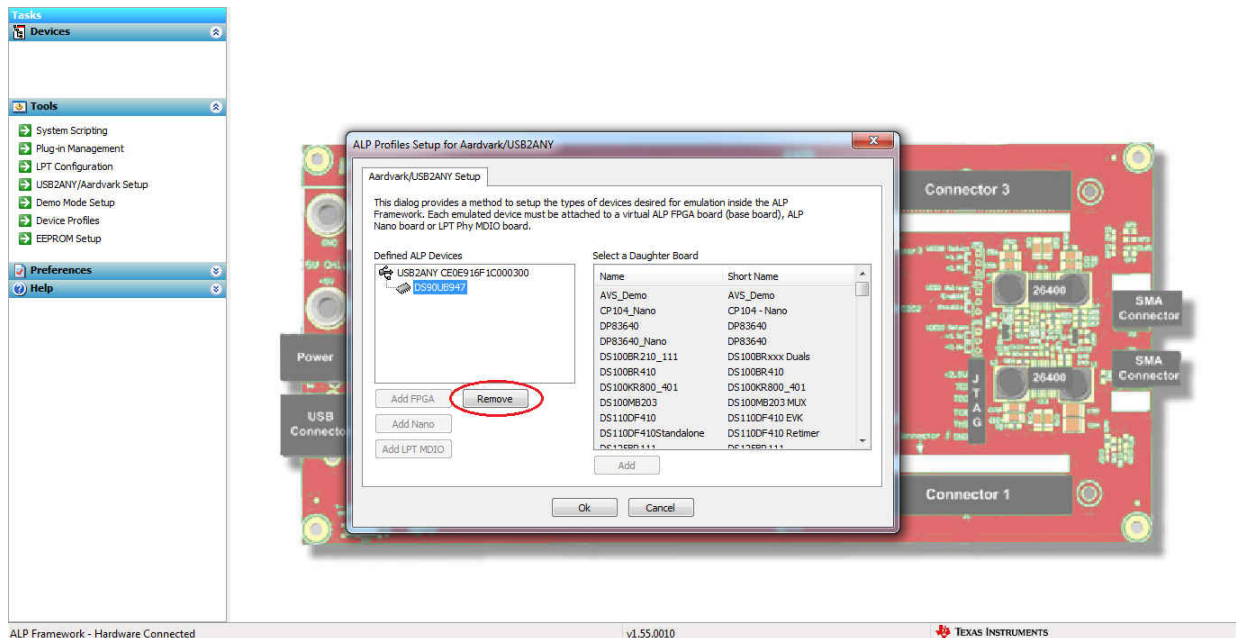 Tasks
Devices
Tools
System Scripting
Plug-in Management
LPT Configuration
USB2ANY/Aardvark Setup
Demo Mode Setup
Device Profiles
EEPROM Setup
Preferences
Help
ALP Profiles Setup for Aardvark/USB2ANY
Aardvark/USB2ANY Setup
This dialog provides a method to setup the types of devices desired for emulation inside the ALP
Framework. Each emulated device must be attached to a virtual ALP FPGA board (base board), ALP
Nano board or LPT Phy MDIO board.
Defined ALP Devices
USB2ANY CE0E916F1C000300
DS90UB947
Add FPGA
Remove
Add Nano
Add LPT MDIO
Select a Daughter Board
Name Short Name
AVS_Demo AVS_Demo
CP104_Nano CP104 - Nano
DP83640 DP83640
DP83640_Nano DP83640
DS100BR210_111 DS100BRxxx Duals
DS100BR410 DS100BR410
DS100KR800_401 DS100KR800_401
DS100MB203 DS100MB203 MUX
DS110DF410 DS110DF410 EVK
DS110DF410Standalone DS110DF410 Retimer
Add
Ok
Cancel
Power
USB
Connecto
Connector 3
26400
SMA
Connector
SMA
Connector
26400
J
T
A
G
Connector 1
ALP Framework - Hardware Connected
v1.55.0010
TEXAS INSTRUMENTS